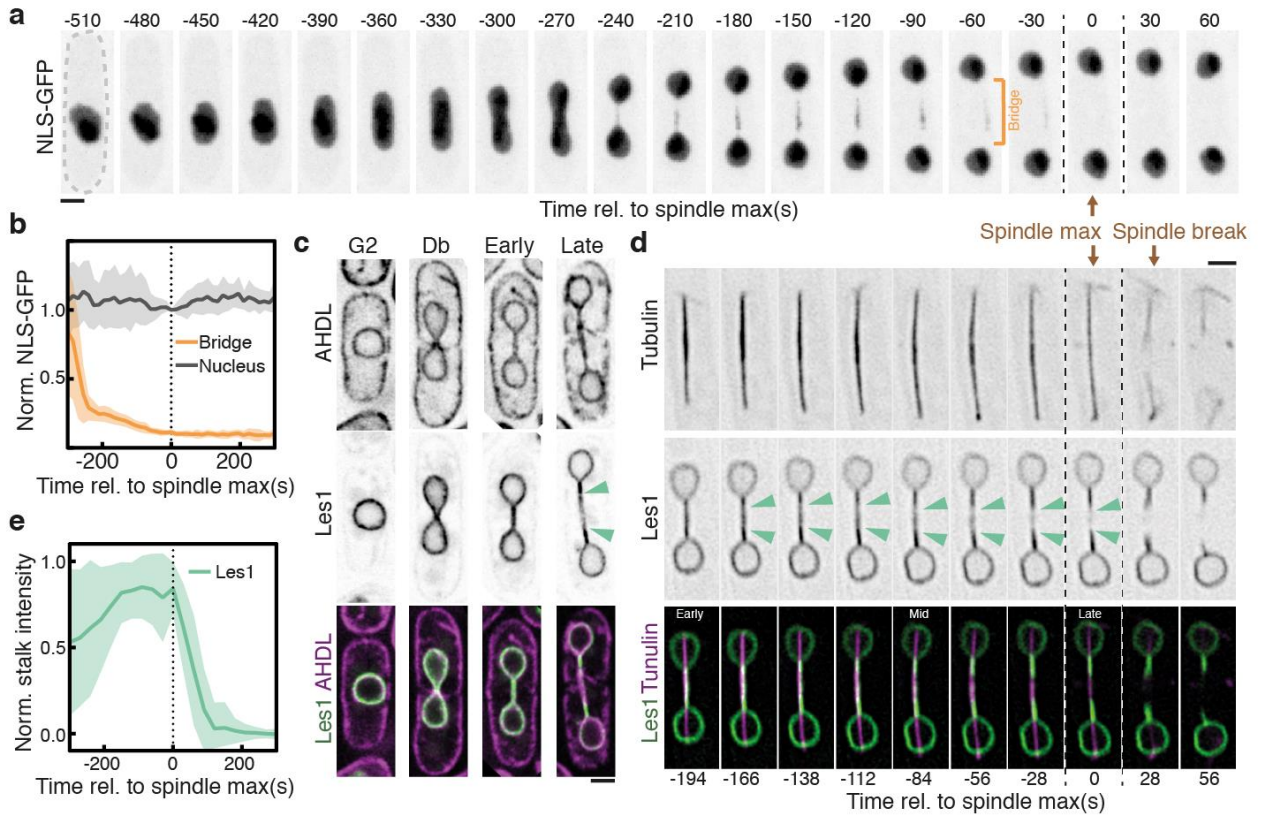 a
-510 -480 -450 -420 -390 -360 -330 -300 -270 -240 -210 -180 -150 -120 -90 -60 -30 0 30 60
NLS-GFP
Bridge
Time rel. to spindle max(s)
Spindle max
Spindle break
b
Norm. NLS-GFP
1.0
0.5
Bridge
Nucleus
-200 0 200
Time rel. to spindle max(s)
c
G2 Db Early Late
AHDL
Les1
Les1 AHDL
d
Tubulin
Les1
Les1 Tunulin
Early Mid Late
-194 -166 -138 -112 -84 -56 -28 0 28 56
Time rel. to spindle max(s)
e
Norm. stalk intensity
1.0
0.5
0.0
Les1
-200 0 200
Time rel. to spindle max(s)